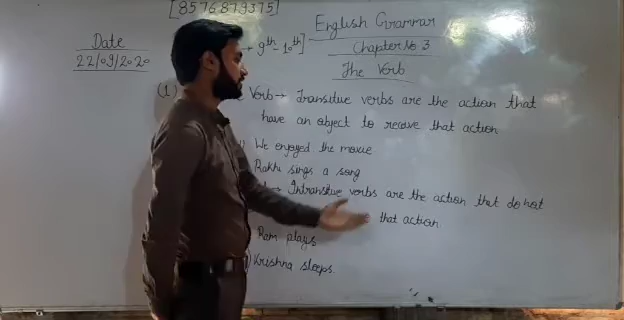 [8576873375]
English Grammar
Date
9th - 10th]
Chapter No 3
22/09/2020
The Verb
(1) Verb → Transitive verbs are the action that
have an object to receive that action
We enjoyed the movie
Rakhi sings a song
→ Intransitive verbs are the action that do not
that action
Ram plays
Krishna sleeps.